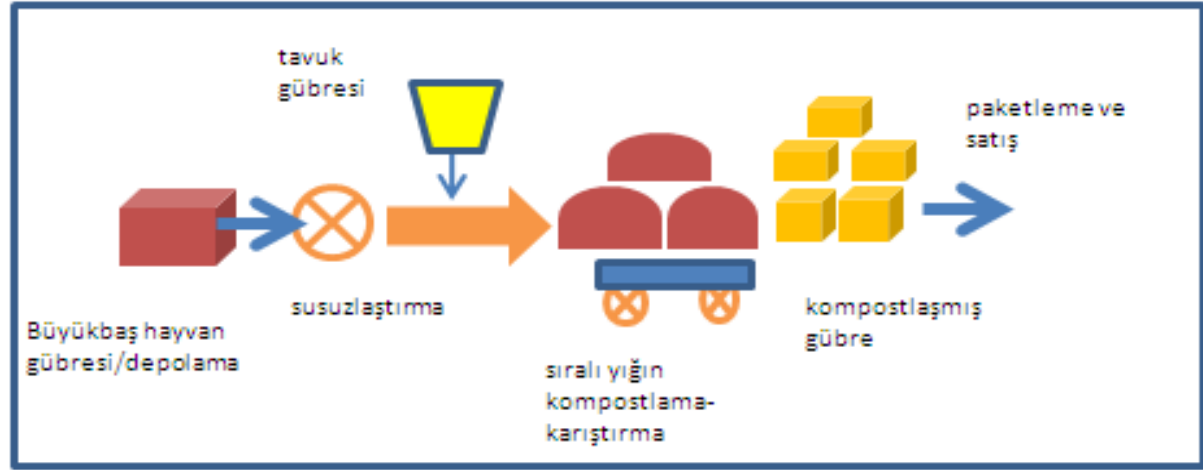 tavuk
gübresi
paketleme ve
satış
susuzlaştırma
kompostlaşmış
gübre
Büyükbaş hayvan
gübresi/depolama
sıralı yığın
kompostlama-
karıştırma